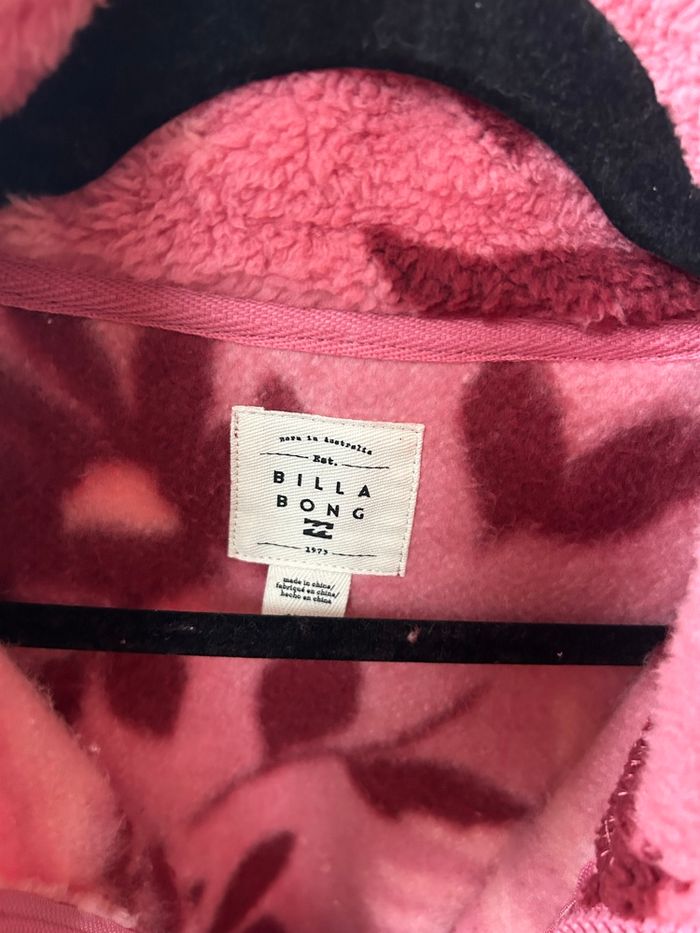 Born in Australia
Est.
BILLA
BONG
1973
made in china/
fabriqué en chine/
hecho en china